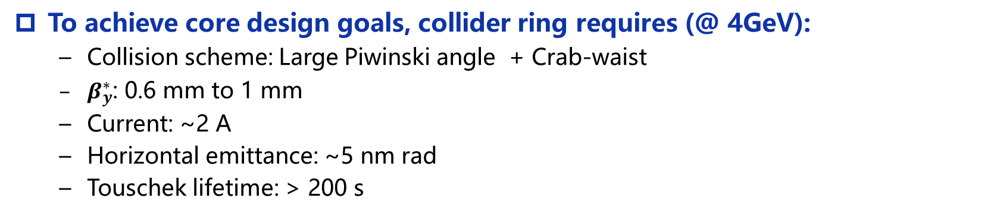 To achieve core design goals, collider ring requires (@ 4GeV):
– Collision scheme: Large Piwinski angle + Crab-waist
– β*y: 0.6 mm to 1 mm
– Current: ~2 A
– Horizontal emittance: ~5 nm rad
– Touschek lifetime: > 200 s